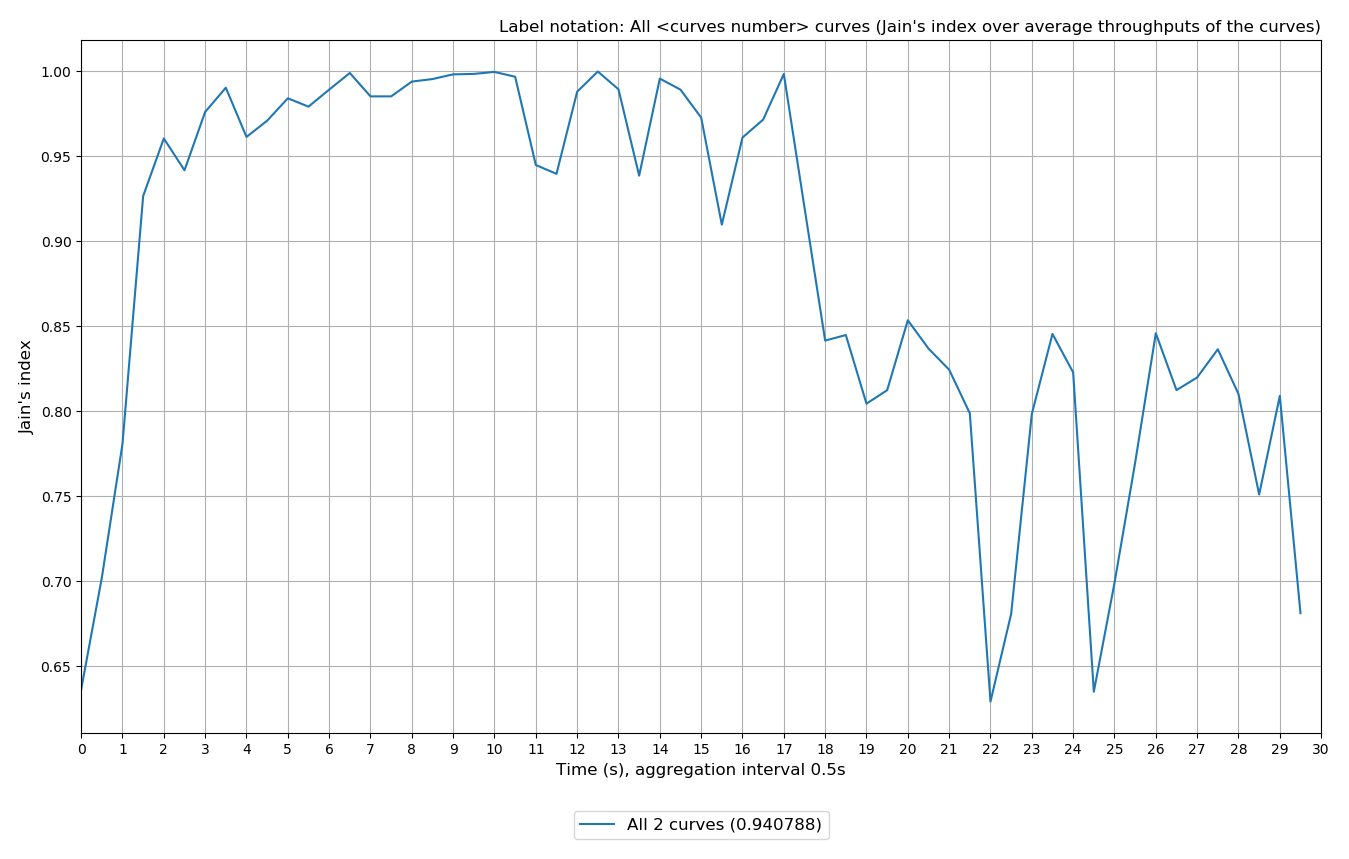 Label notation: All <curves number> curves (Jain's index over average throughputs of the curves)
1.00
0.95
0.90
0.85
0.80
0.75
0.70
0.65
Jain's index
0 1 2 3 4 5 6 7 8 9 10 11 12 13 14 15 16 17 18 19 20 21 22 23 24 25 26 27 28 29 30
Time (s), aggregation interval 0.5s
All 2 curves (0.940788)